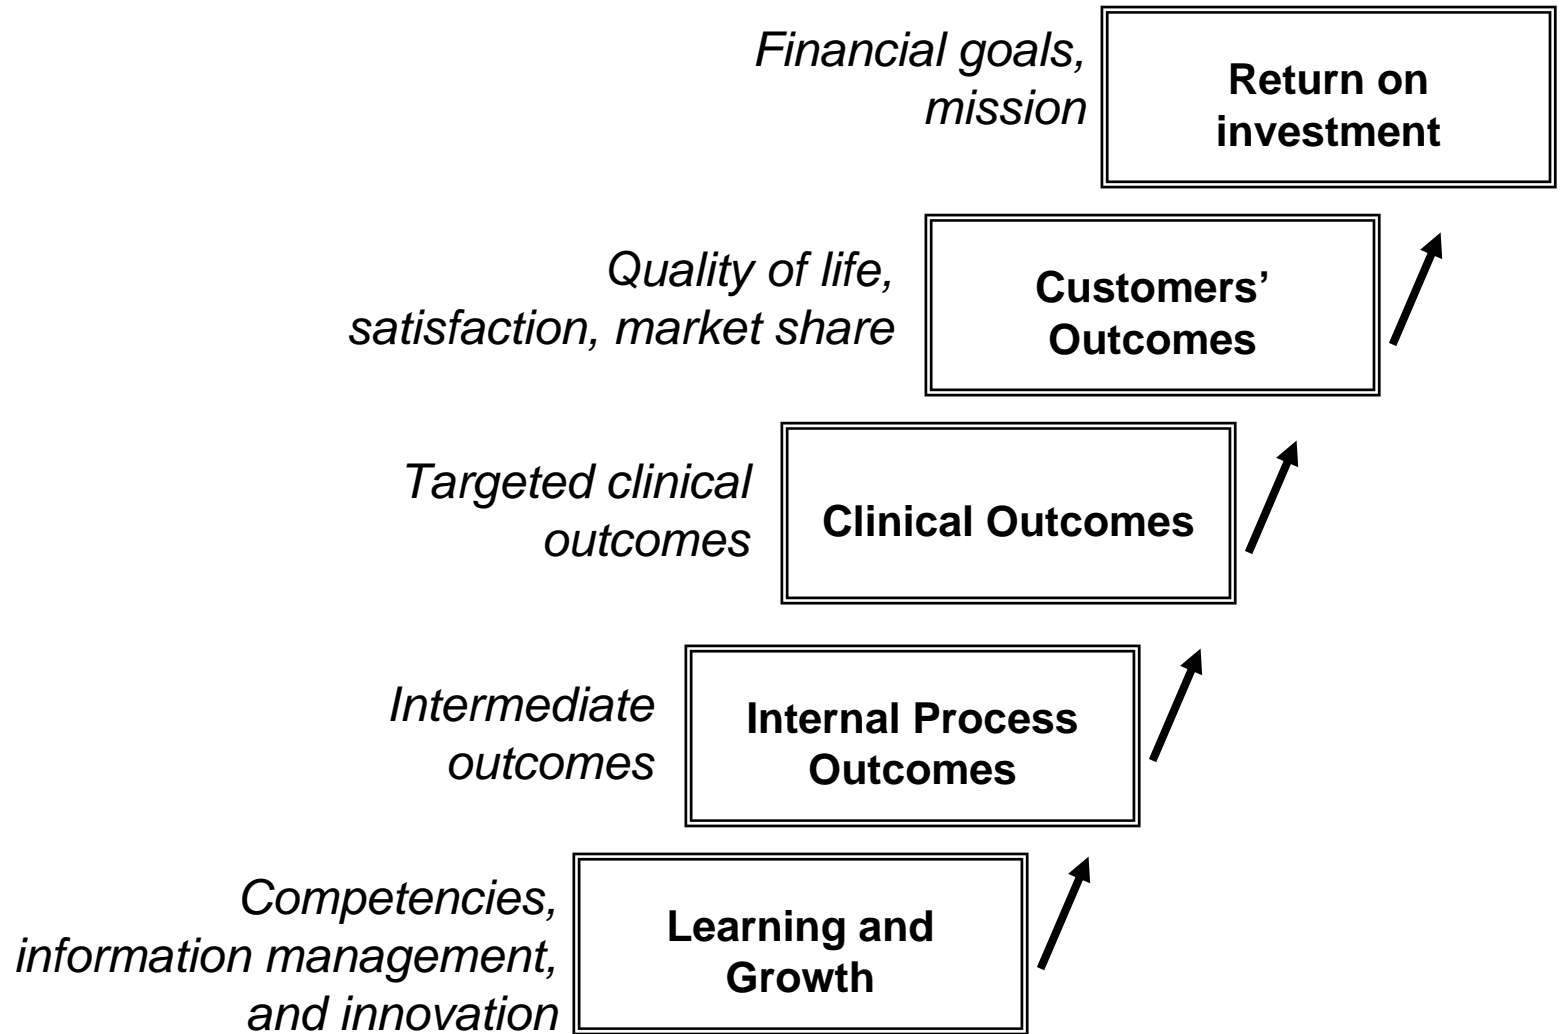 Financial goals,
mission
Return on
investment
Quality of life,
satisfaction, market share
Customers’
Outcomes
Targeted clinical
outcomes
Clinical Outcomes
Intermediate
outcomes
Internal Process
Outcomes
Competencies,
information management,
and innovation
Learning and
Growth